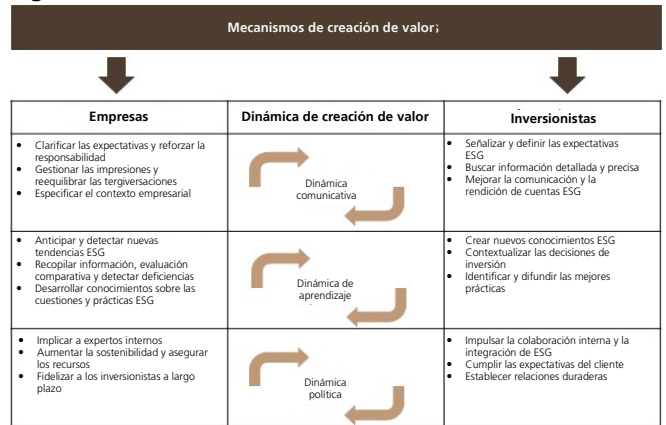 Mecanismos de creación de valor;
Empresas
Dinámica de creación de valor
Inversionistas
• Clarificar las expectativas y reforzar la
responsabilidad
• Gestionar las impresiones y
reequilibrar las tergiversaciones
• Especificar el contexto empresarial
Dinámica
comunicativa
• Señalizar y definir las expectativas
ESG
• Buscar información detallada y precisa
• Mejorar la comunicación y la
rendición de cuentas ESG
• Anticipar y detectar nuevas
tendencias ESG
• Recopilar información, evaluación
comparativa y detectar deficiencias
• Desarrollar conocimientos sobre las
cuestiones y prácticas ESG
Dinámica de
aprendizaje
• Crear nuevos conocimientos ESG
• Contextualizar las decisiones de
inversión
• Identificar y difundir las mejores
prácticas
• Implicar a expertos internos
• Aumentar la sostenibilidad y asegurar
los recursos
• Fidelizar a los inversionistas a largo
plazo
Dinámica
política
• Impulsar la colaboración interna y la
integración de ESG
• Cumplir las expectativas del cliente
• Establecer relaciones duraderas